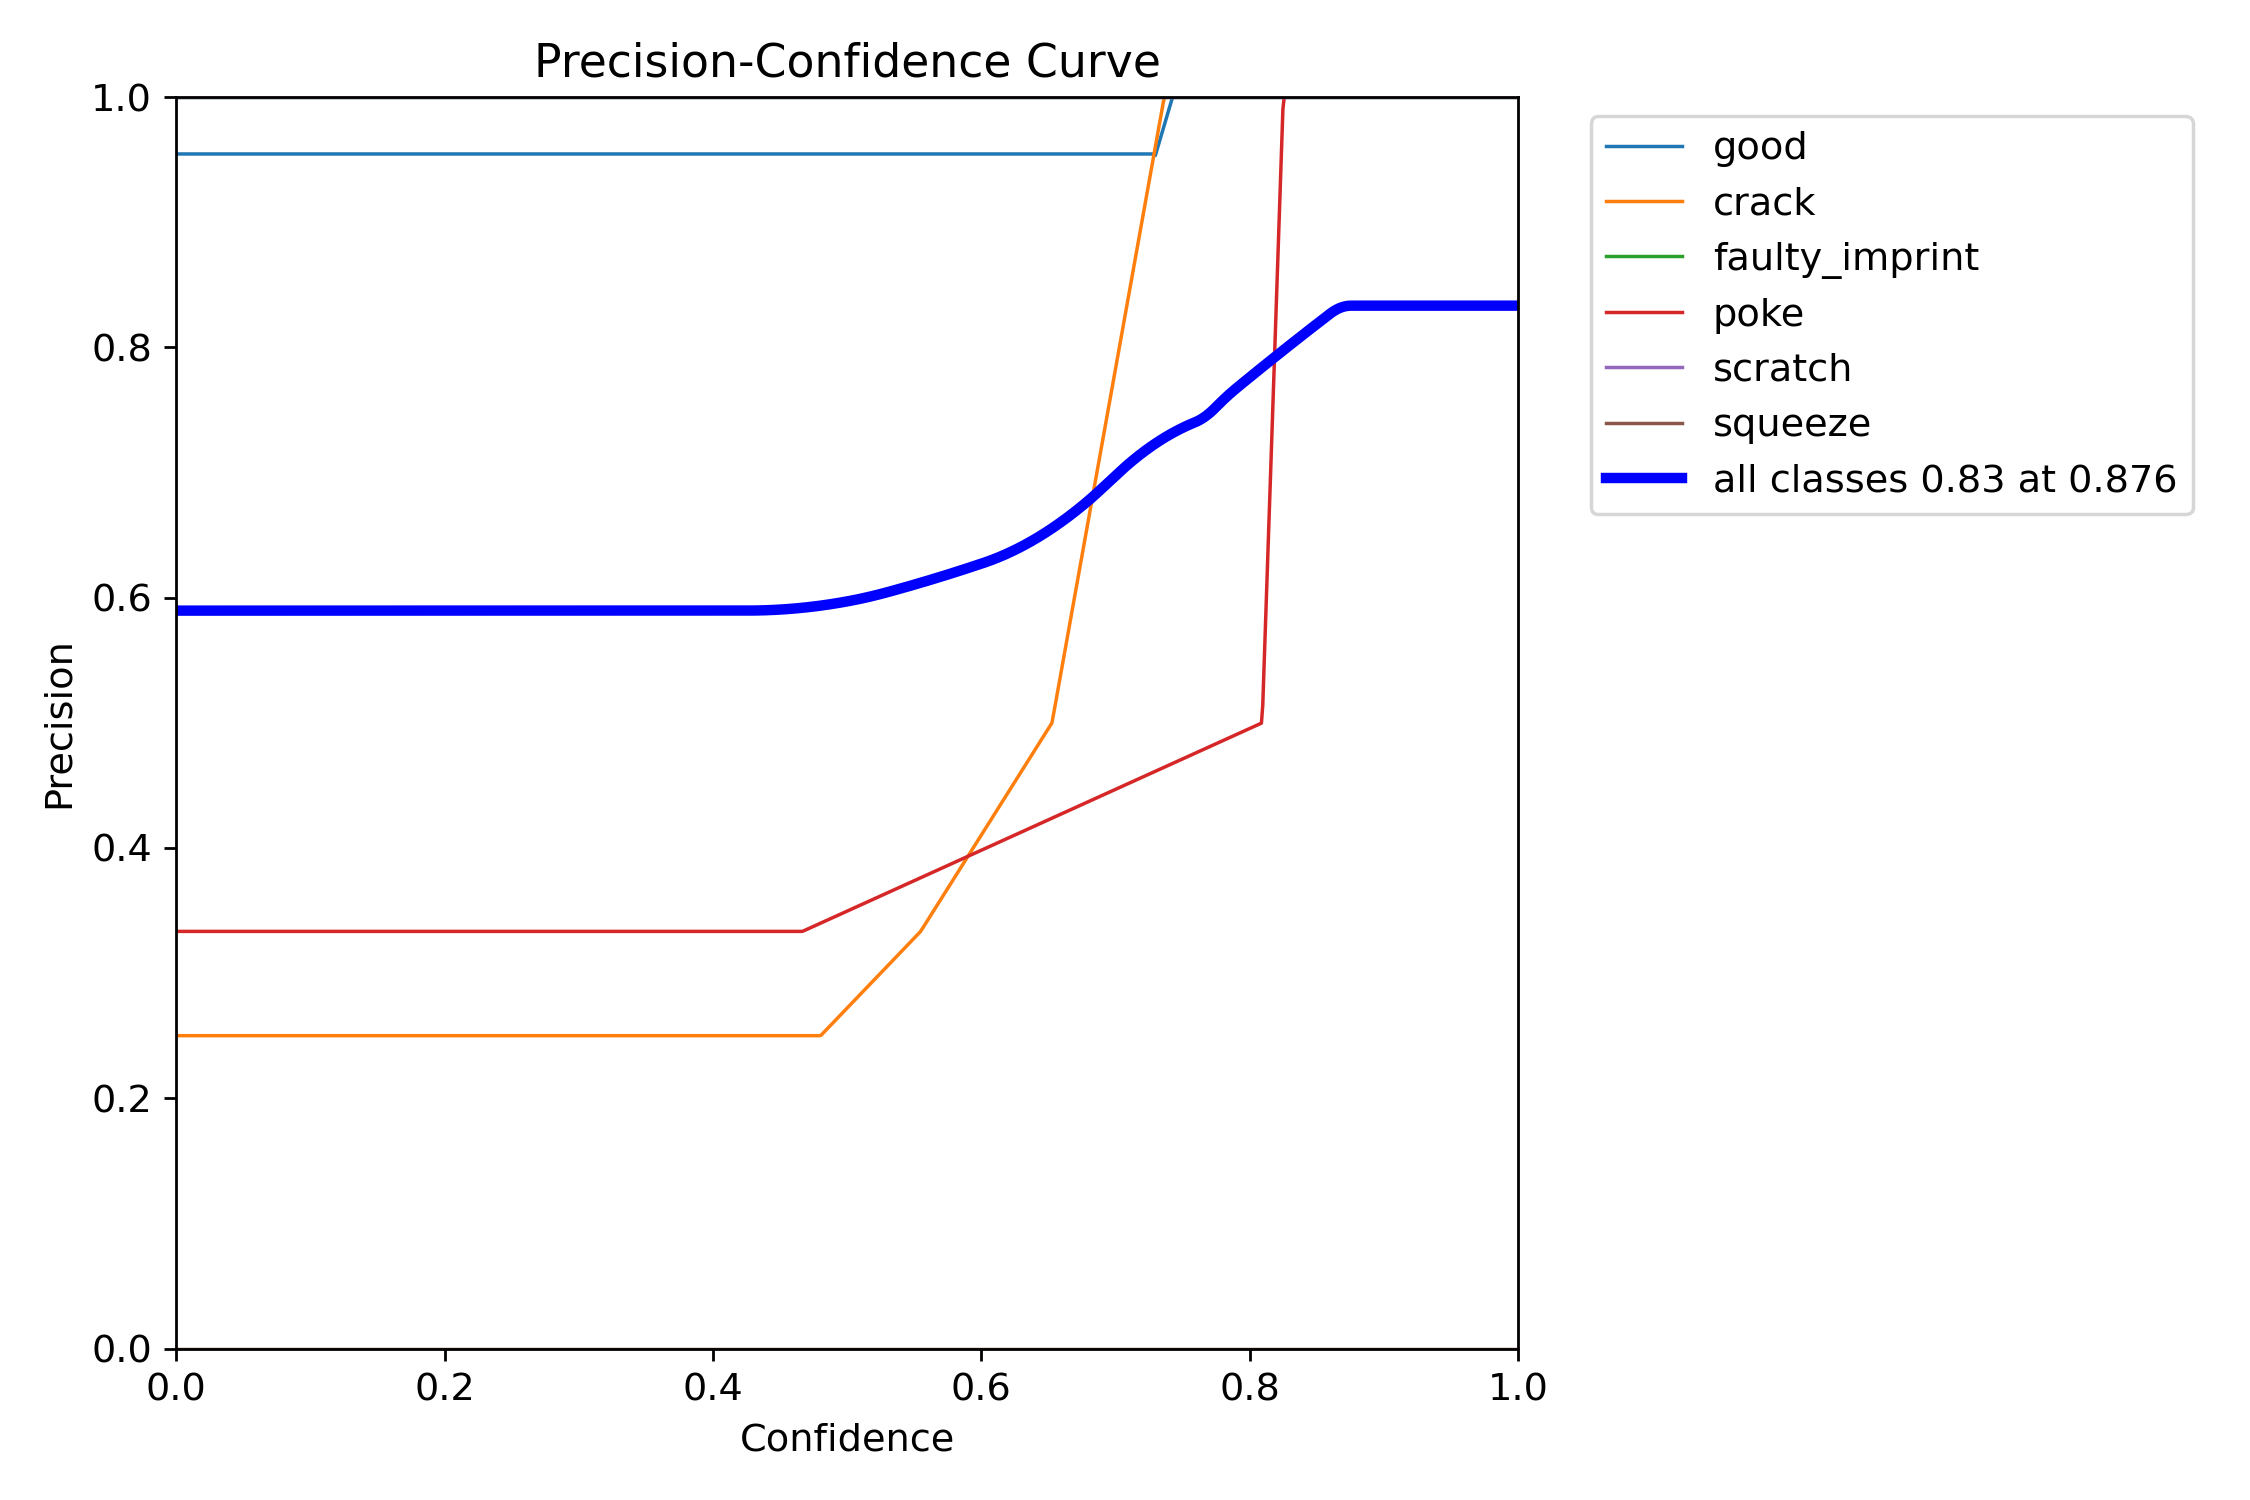 Precision-Confidence Curve
1.0
0.8
0.6
0.4
0.2
0.0
Precision
0.0 0.2 0.4 0.6 0.8 1.0
Confidence
good
crack
faulty_imprint
poke
scratch
squeeze
all classes 0.83 at 0.876